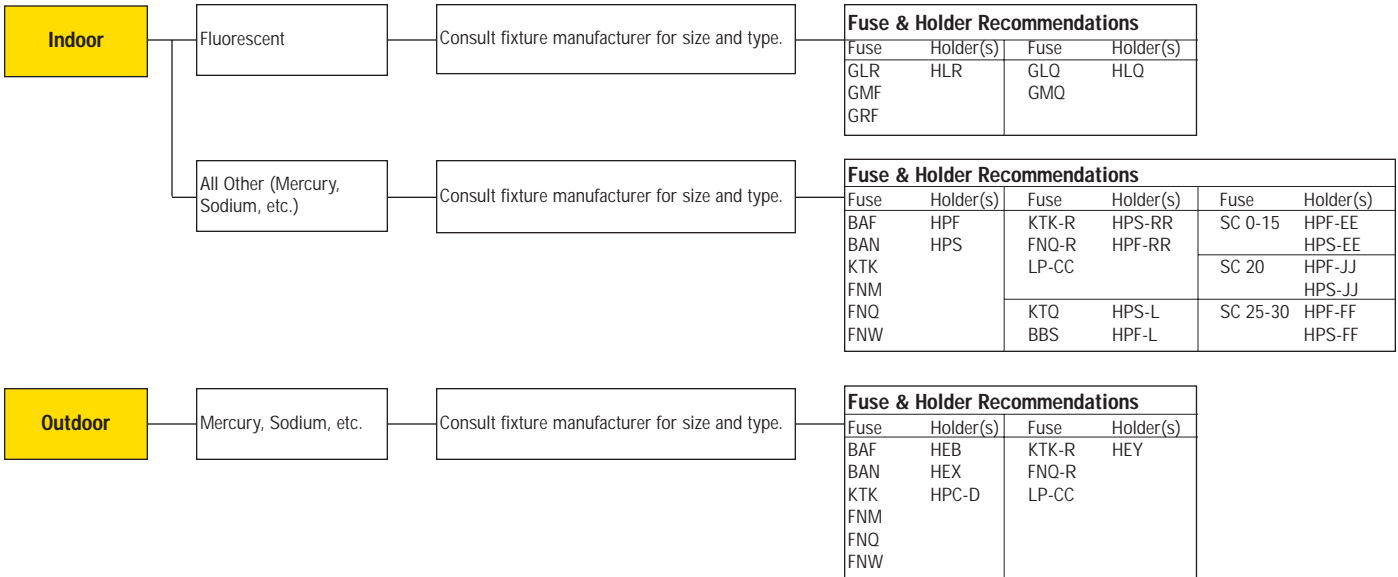 Indoor
Fluorescent
Consult fixture manufacturer for size and type.
Fuse & Holder Recommendations
Fuse Holder(s) Fuse Holder(s)
GLR HLR GLQ HLQ
GMF GMQ
GRF
All Other (Mercury,
Sodium, etc.)
Consult fixture manufacturer for size and type.
Fuse & Holder Recommendations
Fuse Holder(s) Fuse Holder(s) Fuse Holder(s)
BAF HPF KTK-R HPS-RR SC 0-15 HPF-EE
BAN HPS FNQ-R HPF-RR HPS-EE
KTK LP-CC SC 20 HPF-JJ
FNM HPS-JJ
FNQ KTQ HPS-L SC 25-30 HPF-FF
FNW BBS HPF-L HPS-FF
Outdoor
Mercury, Sodium, etc.
Consult fixture manufacturer for size and type.
Fuse & Holder Recommendations
Fuse Holder(s) Fuse Holder(s)
BAF HEB KTK-R HEY
BAN HEX FNQ-R
KTK HPC-D LP-CC
FNM
FNQ
FNW